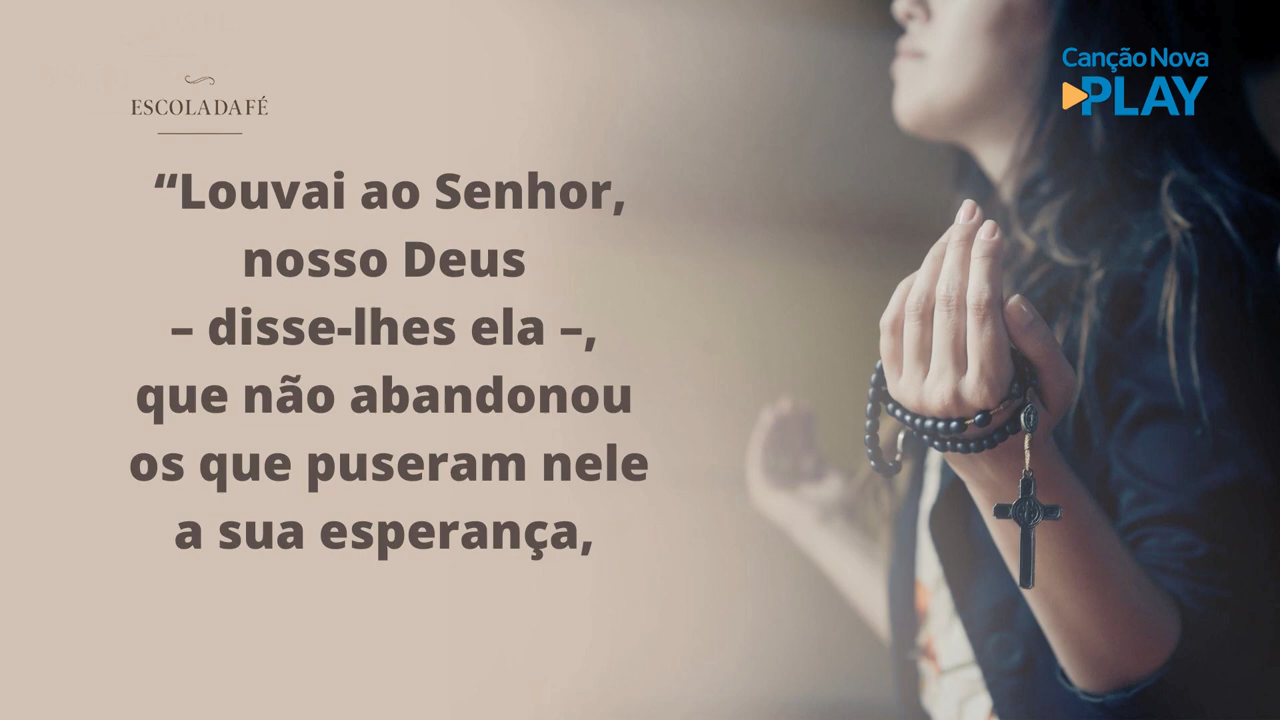 ESCOLADAFÉ
Canção Nova
PLAY
“Louvai ao Senhor,
nosso Deus
– disse-lhes ela –,
que não abandonou
os que puseram nele
a sua esperança,